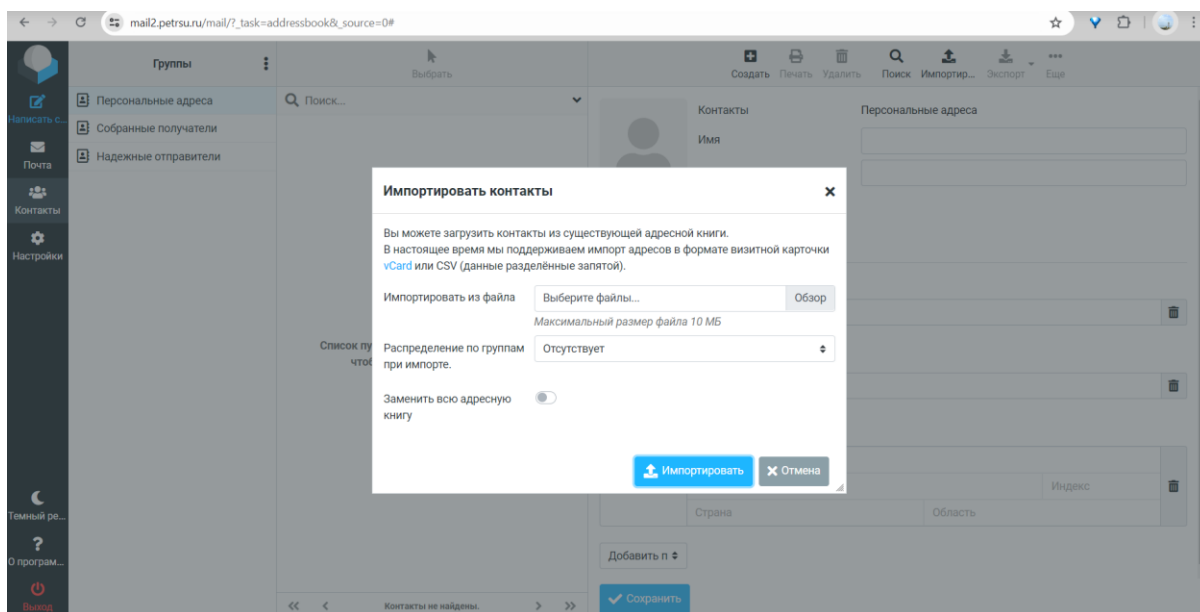 mail2.petrsu.ru/mail/?_task=addressbook&_source=0#
Группы
Выбрать
Создать Печать Удалить Поиск Импортир... Экспорт Еще
Написать с...
Почта
Контакты
Настройки
Темный ре...
О програм...
Выход
Персональные адреса
Собранные получатели
Надежные отправители
Поиск...
Список пу
чтоб
Контакты не найдены.
Контакты Персональные адреса
Имя
Импортировать контакты
Вы можете загрузить контакты из существующей адресной книги.
В настоящее время мы поддерживаем импорт адресов в формате визитной карточки
vCard или CSV (данные разделённые запятой).
Импортировать из файла Выберите файлы... Обзор
Максимальный размер файла 10 МБ
Распределение по группам Отсутствует
при импорте.
Заменить всю адресную
книгу
Импортировать Отмена
Индекс
Страна Область
Добавить п
Сохранить